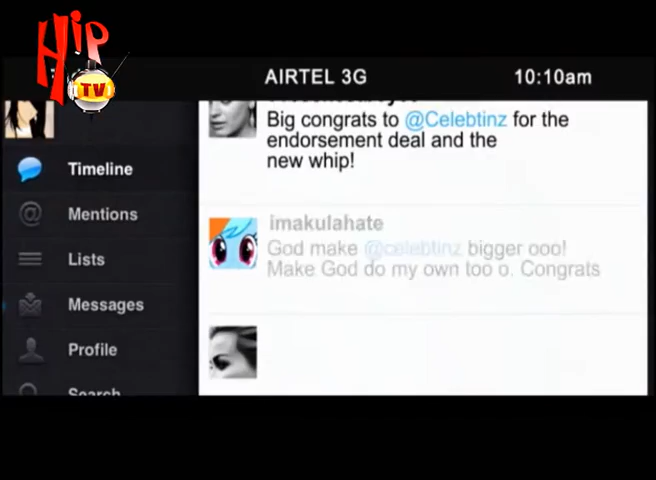 HiP
TV
AIRTEL 3G
10:10am
Big congrats to @Celebtinz for the
endorsement deal and the
new whip!
Timeline
Mentions
Lists
Messages
Profile
Search
imakulahate
God make @celebtinz bigger ooo!
Make God do my own too o. Congrats